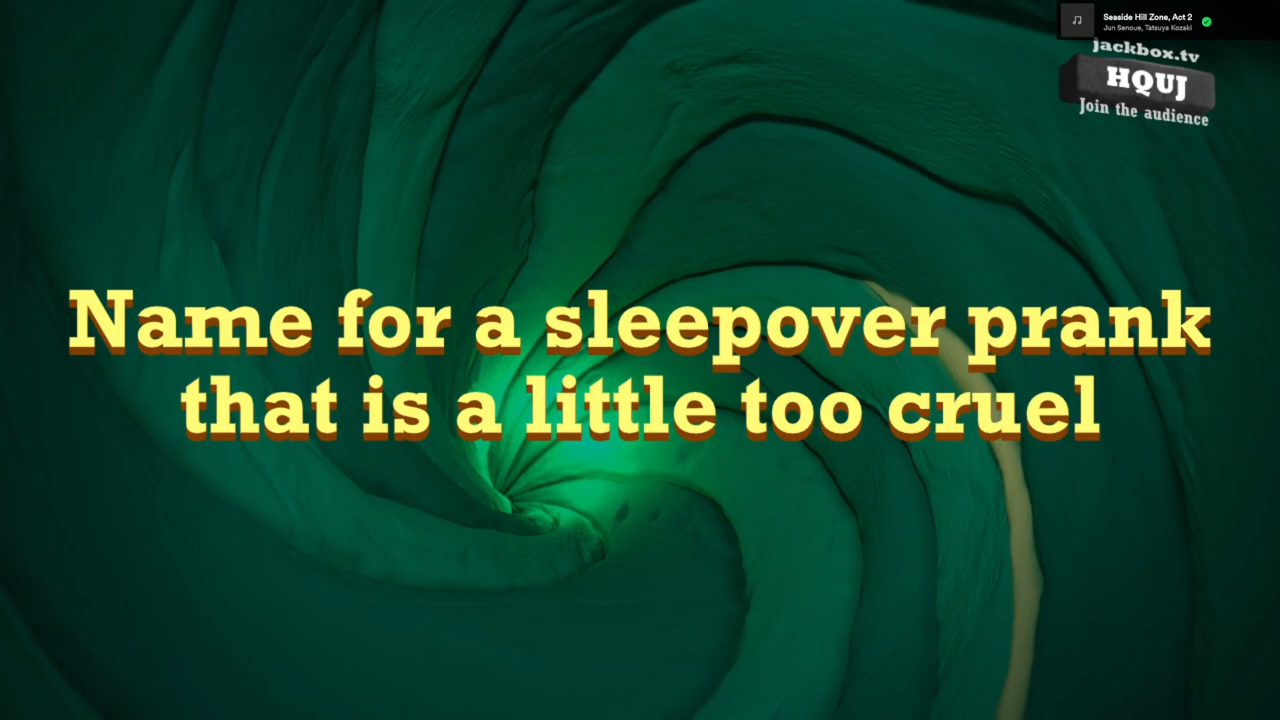 Seaside Hill Zone, Act 2
Jun Senoue, Tatsuya Kozaki
jackbox.tv
HQUJ
Join the audience
Name for a sleepover prank
that is a little too cruel